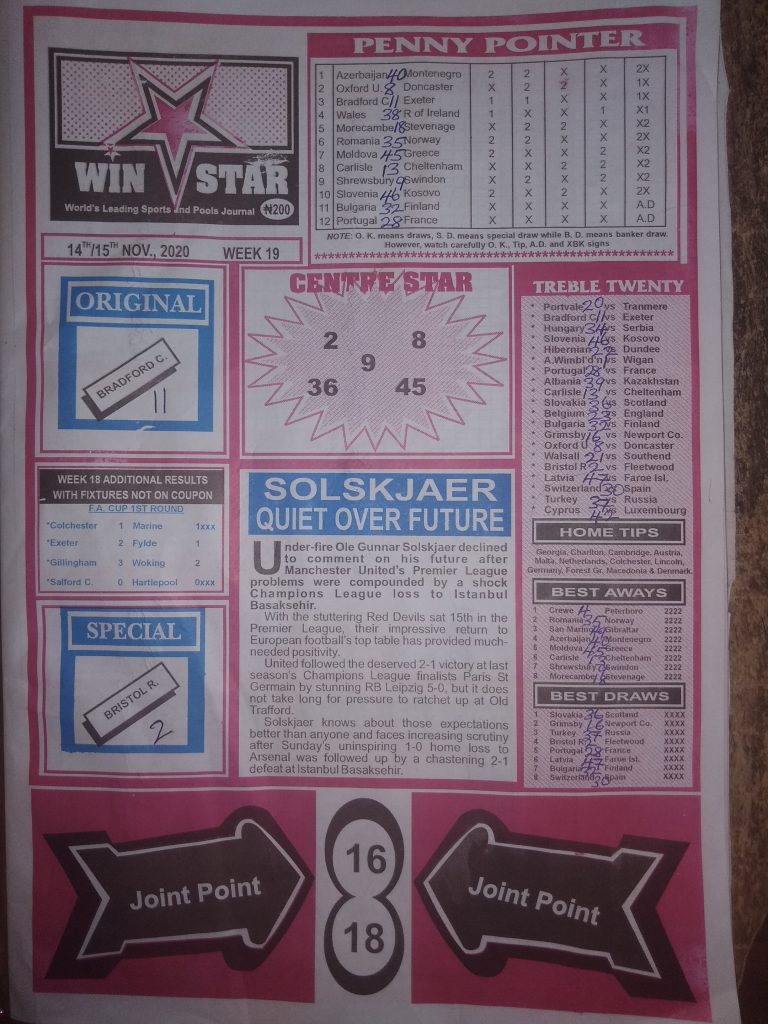 WIN STAR
World's Leading Sports and Pools Journal ₦200
14TH/15TH NOV., 2020 WEEK 19
PENNY POINTER
1 Azerbaijan 40 Montenegro 2 2 X X 2X
2 Oxford U. 8 Doncaster X 2 2 X 1X
3 Bradford C 11 Exeter 1 1 X X X
4 Wales 38 R of Ireland 1 X X 1 X1
5 Morecambe 18 Stevenage X 2 2 X X2
6 Romania 35 Norway 2 2 X X 2X
7 Moldova 45 Greece 2 X X 2 X2
8 Carlisle 13 Cheltenham X 2 2 X X2
9 Shrewsbury 9 Swindon X X X 2 X2
10 Slovenia 46 Kosovo 2 X 2 X 2X
11 Bulgaria 32 Finland X X X X A.D
12 Portugal 28 France X X X X A.D
NOTE: O. K. means draws, S. D. means special draw while B. D. means banker draw.
However, watch carefully O. K., Tip, A.D. and XBK signs
ORIGINAL
BRADFORD C.
11
CENTRE STAR
2 8
9
36 45
TREBLE TWENTY
* Portvale 20 vs Tranmere
* Bradford C 11 vs Exeter
* Hungary 34 vs Serbia
* Slovenia 46 vs Kosovo
* Hibernian vs Dundee
* A.Wimbl'd'n 1 vs Wigan
* Portugal 28 vs France
* Albania 39 vs Kazakhstan
* Carlisle 13 vs Cheltenham
* Slovakia 36 vs Scotland
* Belgium 23 vs England
* Bulgaria 32 vs Finland
* Grimsby 16 vs Newport Co.
* Oxford U 8 vs Doncaster
* Walsall 21 vs Southend
* Bristol R 2 vs Fleetwood
* Latvia 47 vs Faroe Isl.
* Switzerland 30 Spain
* Turkey 37 vs Russia
* Cyprus vs Luxembourg
WEEK 18 ADDITIONAL RESULTS
WITH FIXTURES NOT ON COUPON
F.A. CUP 1ST ROUND
*Colchester 1 Marine 1xxx
*Exeter 2 Fylde 1
*Gillingham 3 Woking 2
*Salford C. 0 Hartlepool 0xxx
SPECIAL
BRISTOL R.
2
SOLSKJAER
QUIET OVER FUTURE
Under-fire Ole Gunnar Solskjaer declined
to comment on his future after
Manchester United's Premier League
problems were compounded by a shock
Champions League loss to Istanbul
Basaksehir.
With the stuttering Red Devils sat 15th in the
Premier League, their impressive return to
European football's top table has provided much-
needed positivity.
United followed the deserved 2-1 victory at last
season's Champions League finalists Paris St
Germain by stunning RB Leipzig 5-0, but it does
not take long for pressure to ratchet up at Old
Trafford.
Solskjaer knows about those expectations
better than anyone and faces increasing scrutiny
after Sunday's uninspiring 1-0 home loss to
Arsenal was followed up by a chastening 2-1
defeat at Istanbul Basaksehir.
HOME TIPS
Georgia, Charlton, Cambridge, Austria,
Malta, Netherlands, Colchester, Lincoln,
Germany, Forest Gr, Macedonia & Denmark.
BEST AWAYS
1 Crewe 4 Peterboro 2222
2 Romania 35 Norway 2222
3 San Marino Gibraltar 2222
4 Azerbaijan 40 Montenegro 2222
5 Moldova 45 Greece 2222
6 Carlisle 13 Cheltenham 2222
7 Shrewsbury 9 Swindon 2222
8 Morecambe 18 Stevenage 2222
BEST DRAWS
1 Slovakia 36 Scotland XXXX
2 Grimsby 16 Newport Co. XXXX
3 Turkey 37 Russia XXXX
4 Bristol R 2 Fleetwood XXXX
5 Portugal 28 France XXXX
6 Latvia 47 Faroe Isl. XXXX
7 Bulgaria 32 Finland XXXX
8 Switzerland 30 Spain XXXX
Joint Point
16
18
Joint Point